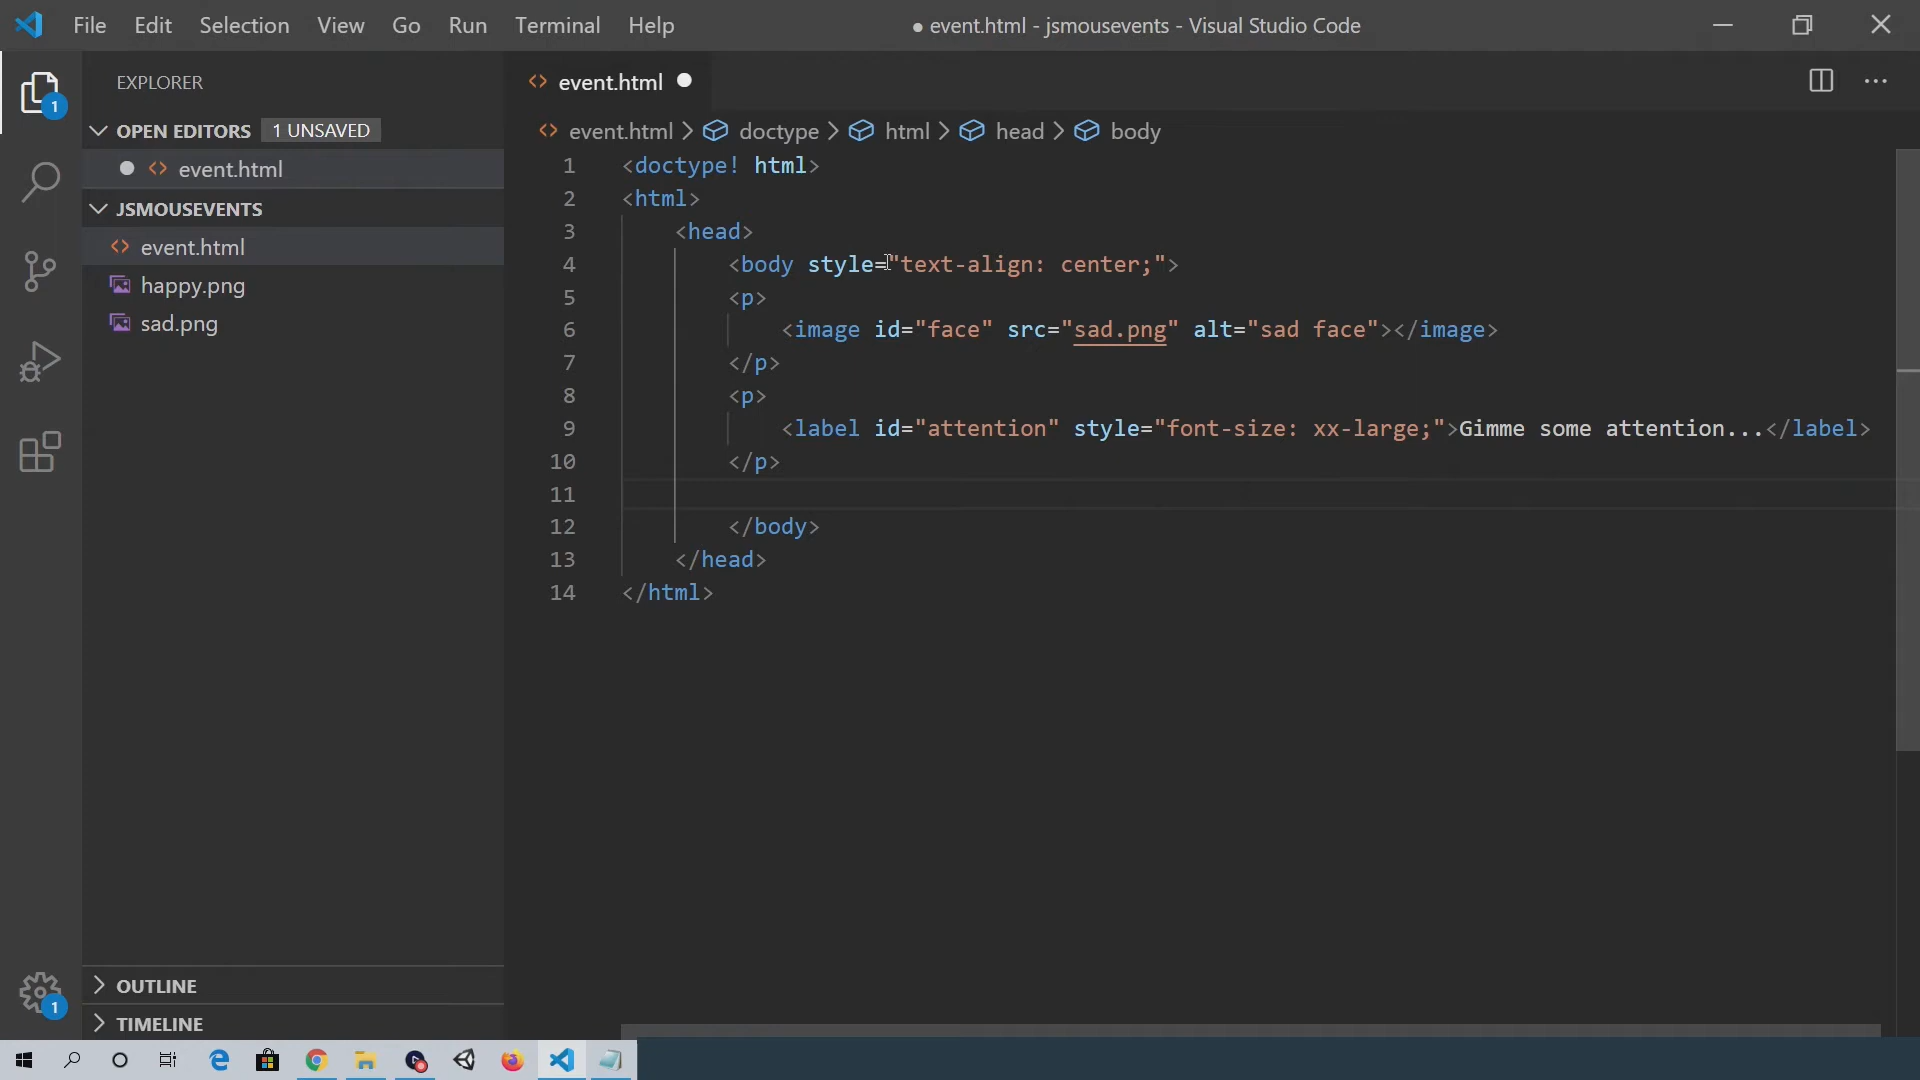 File Edit Selection View Go Run Terminal Help ● event.html - jsmousevents - Visual Studio Code
EXPLORER
event.html
1
OPEN EDITORS 1 UNSAVED
event.html > doctype > html > head > body
event.html
JSMOUSEVENTS
event.html
happy.png
sad.png
1 <doctype! html>
2 <html>
3 <head>
4 <body style="text-align: center;">
5 <p>
6 <image id="face" src="sad.png" alt="sad face"></image>
7 </p>
8 <p>
9 <label id="attention" style="font-size: xx-large;">Gimme some attention...</label>
10 </p>
11
12 </body>
13 </head>
14 </html>
OUTLINE
1
TIMELINE